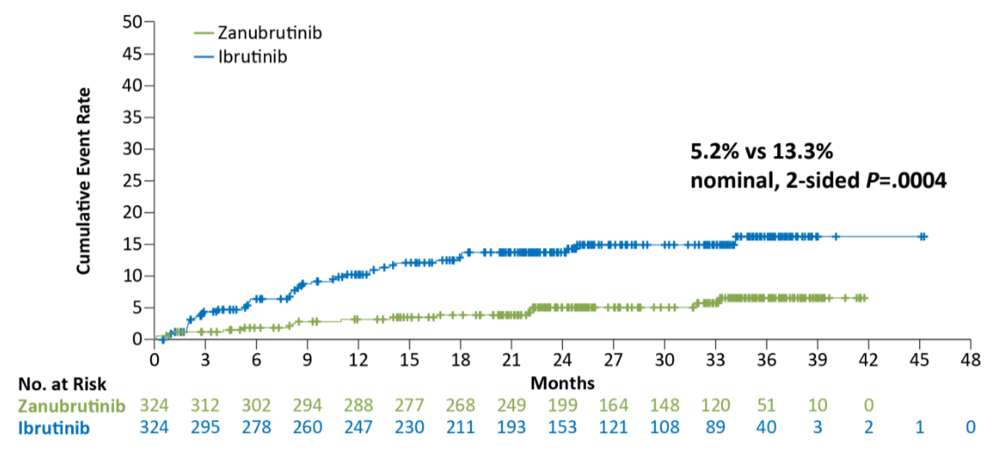 50
Zanubrutinib
45
Ibrutinib
40
35
30
5.2% vs 13.3%
25
nominal, 2-sided P=.0004
20
15
10
5
0
Cumulative Event Rate
0 3 6 9 12 15 18 21 24 27 30 33 36 39 42 45 48
Months
No. at Risk
Zanubrutinib 324 312 302 294 288 277 268 249 199 164 148 120 51 10 0
Ibrutinib 324 295 278 260 247 230 211 193 153 121 108 89 40 3 2 1 0